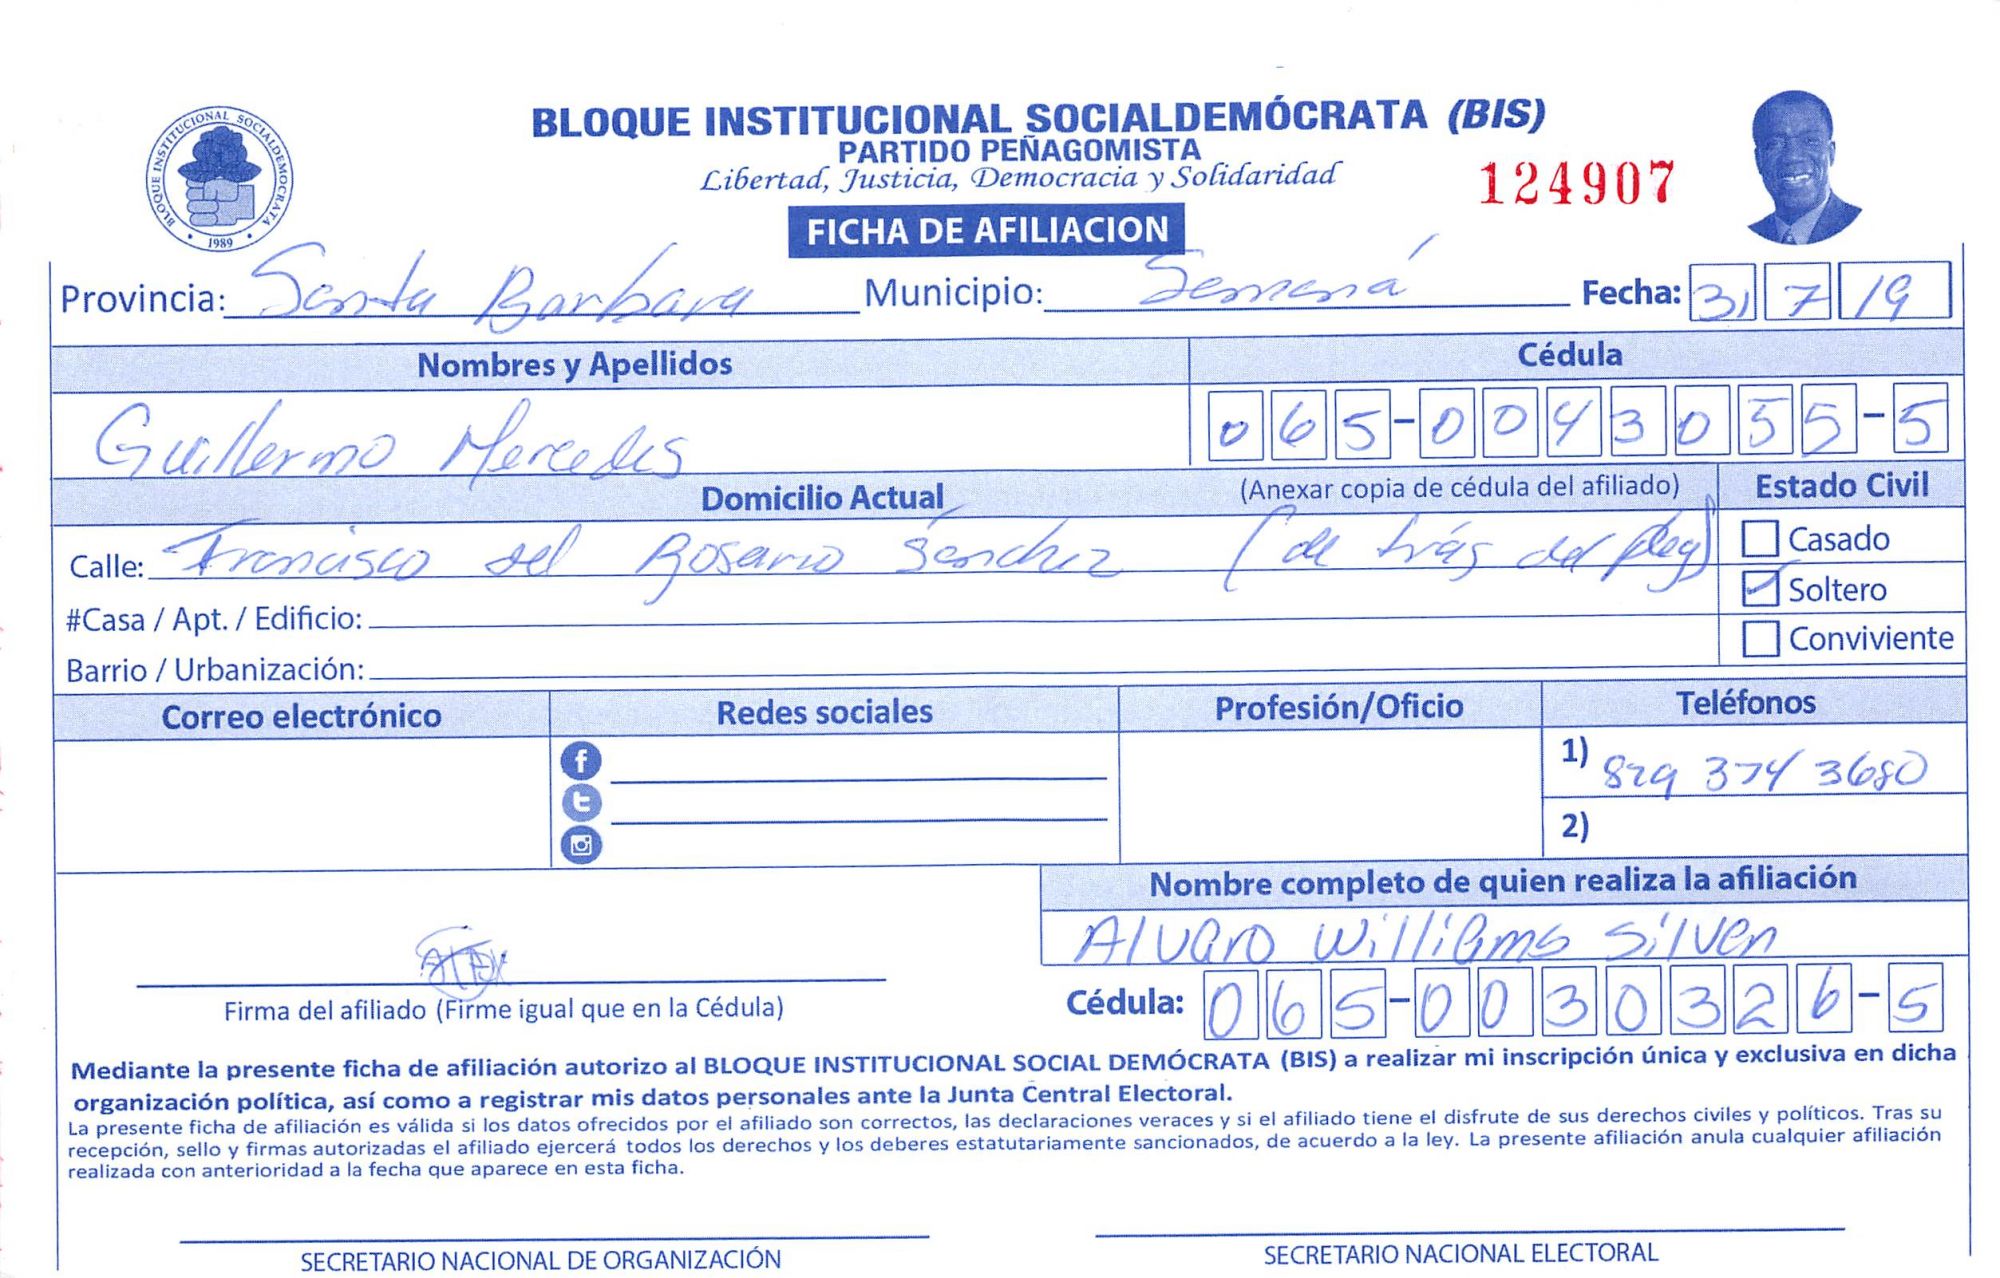 BLOQUE INSTITUCIONAL SOCIALDEMÓCRATA (BIS)
PARTIDO PEÑAGOMISTA
Libertad, Justicia, Democracia y Solidaridad
124907
BLOQUE INSTITUCIONAL SOCIALDEMOCRATA
1989
FICHA DE AFILIACION
Provincia: Santa Barbara Municipio: Samaná Fecha: 31 7 19
Nombres y Apellidos Cédula
Guillermo Mercedes 065-0043055-5
Domicilio Actual (Anexar copia de cédula del afiliado) Estado Civil
Calle: Francisco del Rosario Sánchez (de trás del play) Casado
#Casa / Apt. / Edificio: Soltero
Barrio / Urbanización: Conviviente
Correo electrónico Redes sociales Profesión/Oficio Teléfonos
1) 829 374 3680
2)
Nombre completo de quien realiza la afiliación
Alvaro Williams Silven
Firma del afiliado (Firme igual que en la Cédula) Cédula: 065-0030326-5
Mediante la presente ficha de afiliación autorizo al BLOQUE INSTITUCIONAL SOCIAL DEMÓCRATA (BIS) a realizar mi inscripción única y exclusiva en dicha
organización política, así como a registrar mis datos personales ante la Junta Central Electoral.
La presente ficha de afiliación es válida si los datos ofrecidos por el afiliado son correctos, las declaraciones veraces y si el afiliado tiene el disfrute de sus derechos civiles y políticos. Tras su
recepción, sello y firmas autorizadas el afiliado ejercerá todos los derechos y los deberes estatutariamente sancionados, de acuerdo a la ley. La presente afiliación anula cualquier afiliación
realizada con anterioridad a la fecha que aparece en esta ficha.
SECRETARIO NACIONAL DE ORGANIZACIÓN SECRETARIO NACIONAL ELECTORAL